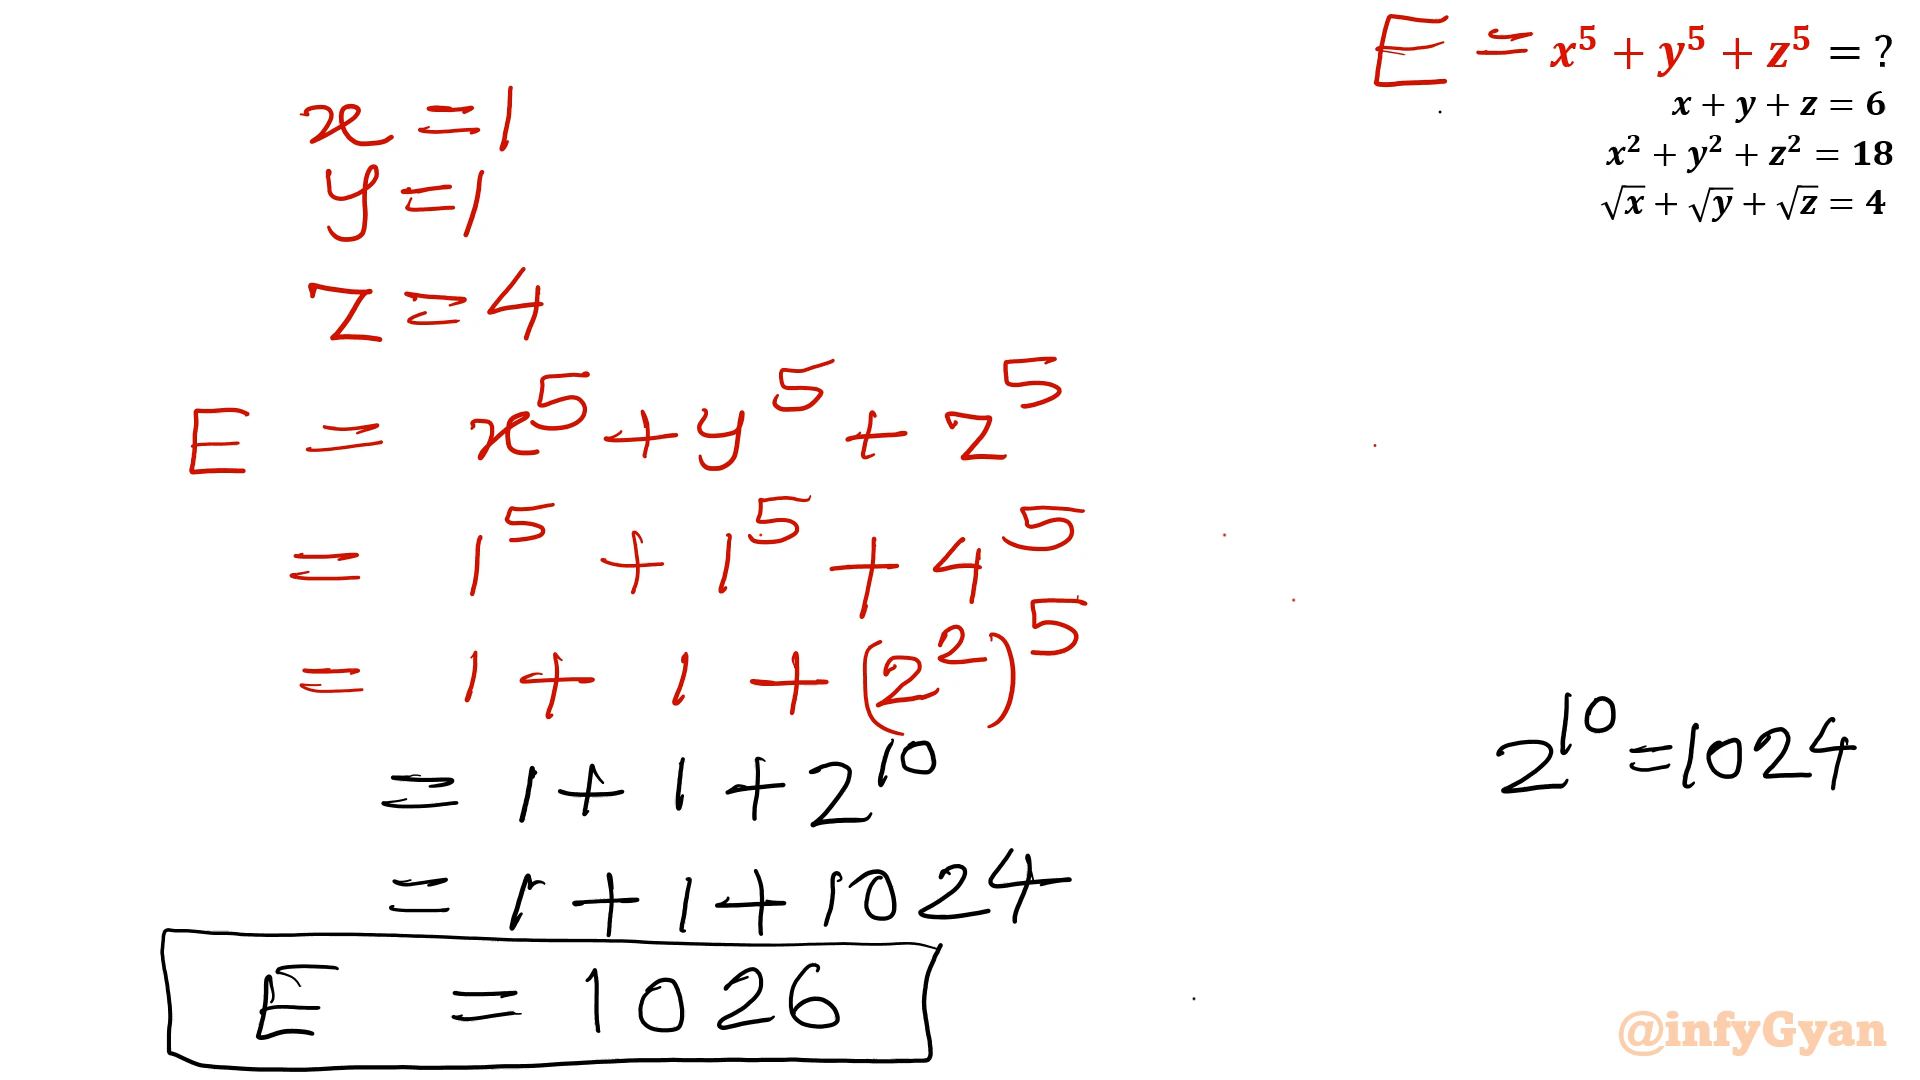 E = x⁵ + y⁵ + z⁵ = ?
x + y + z = 6
x² + y² + z² = 18
√x + √y + √z = 4
x = 1
y = 1
z = 4
E = x⁵ + y⁵ + z⁵
= 1⁵ + 1⁵ + 4⁵
= 1 + 1 + (2²)⁵
= 1 + 1 + 2¹⁰
2¹⁰ = 1024
= 1 + 1 + 1024
E = 1026
@infyGyan